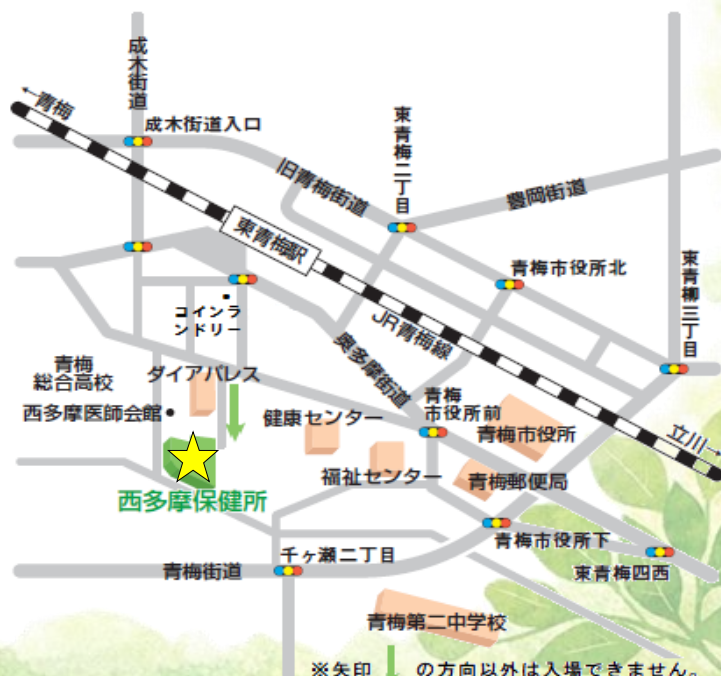 成木街道
←青梅
成木街道入口
東青梅二丁目
旧青梅街道
豊岡街道
東青梅駅
青梅市役所北
東青柳三丁目
コインラ
ンドリー
JR青梅線
奥多摩街道
青梅
総合高校
ダイアパレス
西多摩医師会館
健康センター
青梅
市役所前
青梅市役所
立川→
福祉センター
青梅郵便局
西多摩保健所
青梅市役所下
千ヶ瀬二丁目
青梅街道
東青梅四西
青梅第二中学校
※矢印 の方向以外は入場できません。